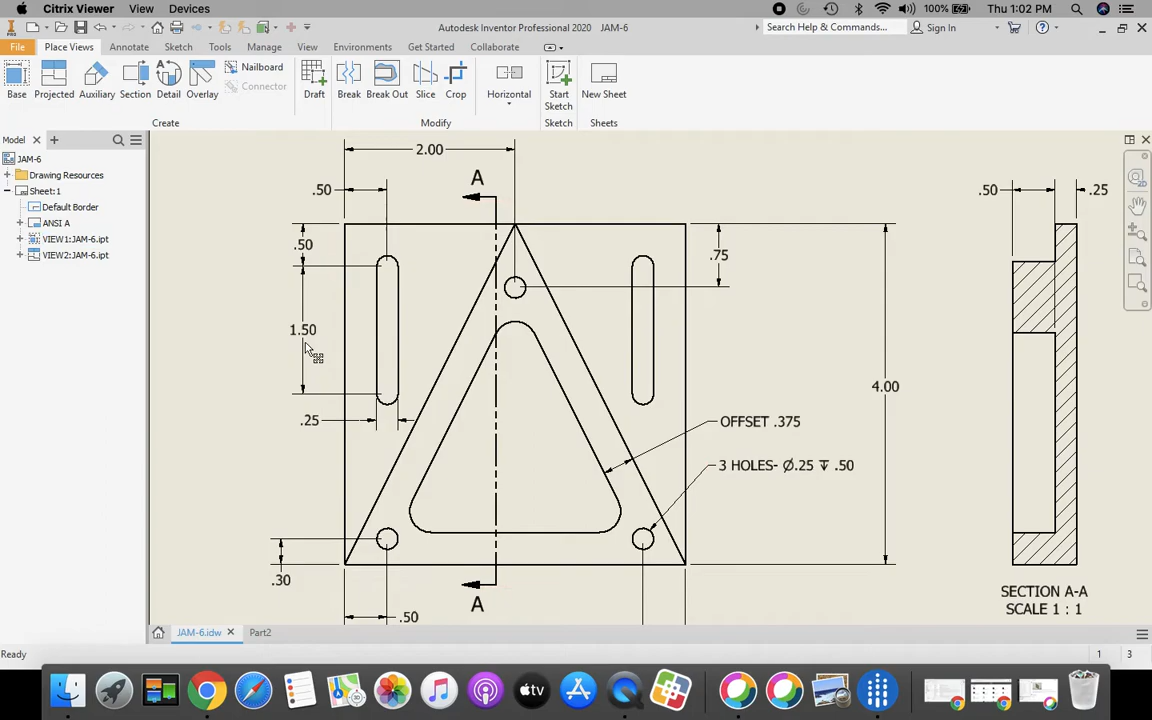 Citrix Viewer View Devices
100% Thu 1:02 PM
Autodesk Inventor Professional 2020 JAM-6
Search Help & Commands...
Sign In
File Place Views Annotate Sketch Tools Manage View Environments Get Started Collaborate
Base
Projected
Auxiliary
Section
Detail
Overlay
Nailboard
Connector
Draft
Break
Break Out
Slice
Crop
Horizontal
Start
Sketch
New Sheet
Create
Modify
Sketch
Sheets
Model
JAM-6
Drawing Resources
Sheet:1
Default Border
ANSI A
VIEW1:JAM-6.ipt
VIEW2:JAM-6.ipt
2.00
A
.50
.50
.25
.50
.75
1.50
4.00
.25
OFFSET .375
3 HOLES- Ø.25 ↧ .50
.30
A
.50
SECTION A-A
SCALE 1 : 1
JAM-6.idw
Part2
Ready
1
3
tv